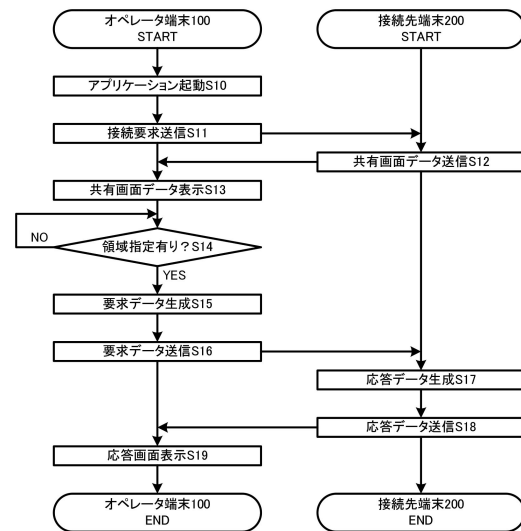 オペレータ端末100
START
接続先端末200
START
アプリケーション起動S10
接続要求送信S11
共有画面データ送信S12
共有画面データ表示S13
NO
領域指定有り？S14
YES
要求データ生成S15
要求データ送信S16
応答データ生成S17
応答データ送信S18
応答画面表示S19
オペレータ端末100
END
接続先端末200
END